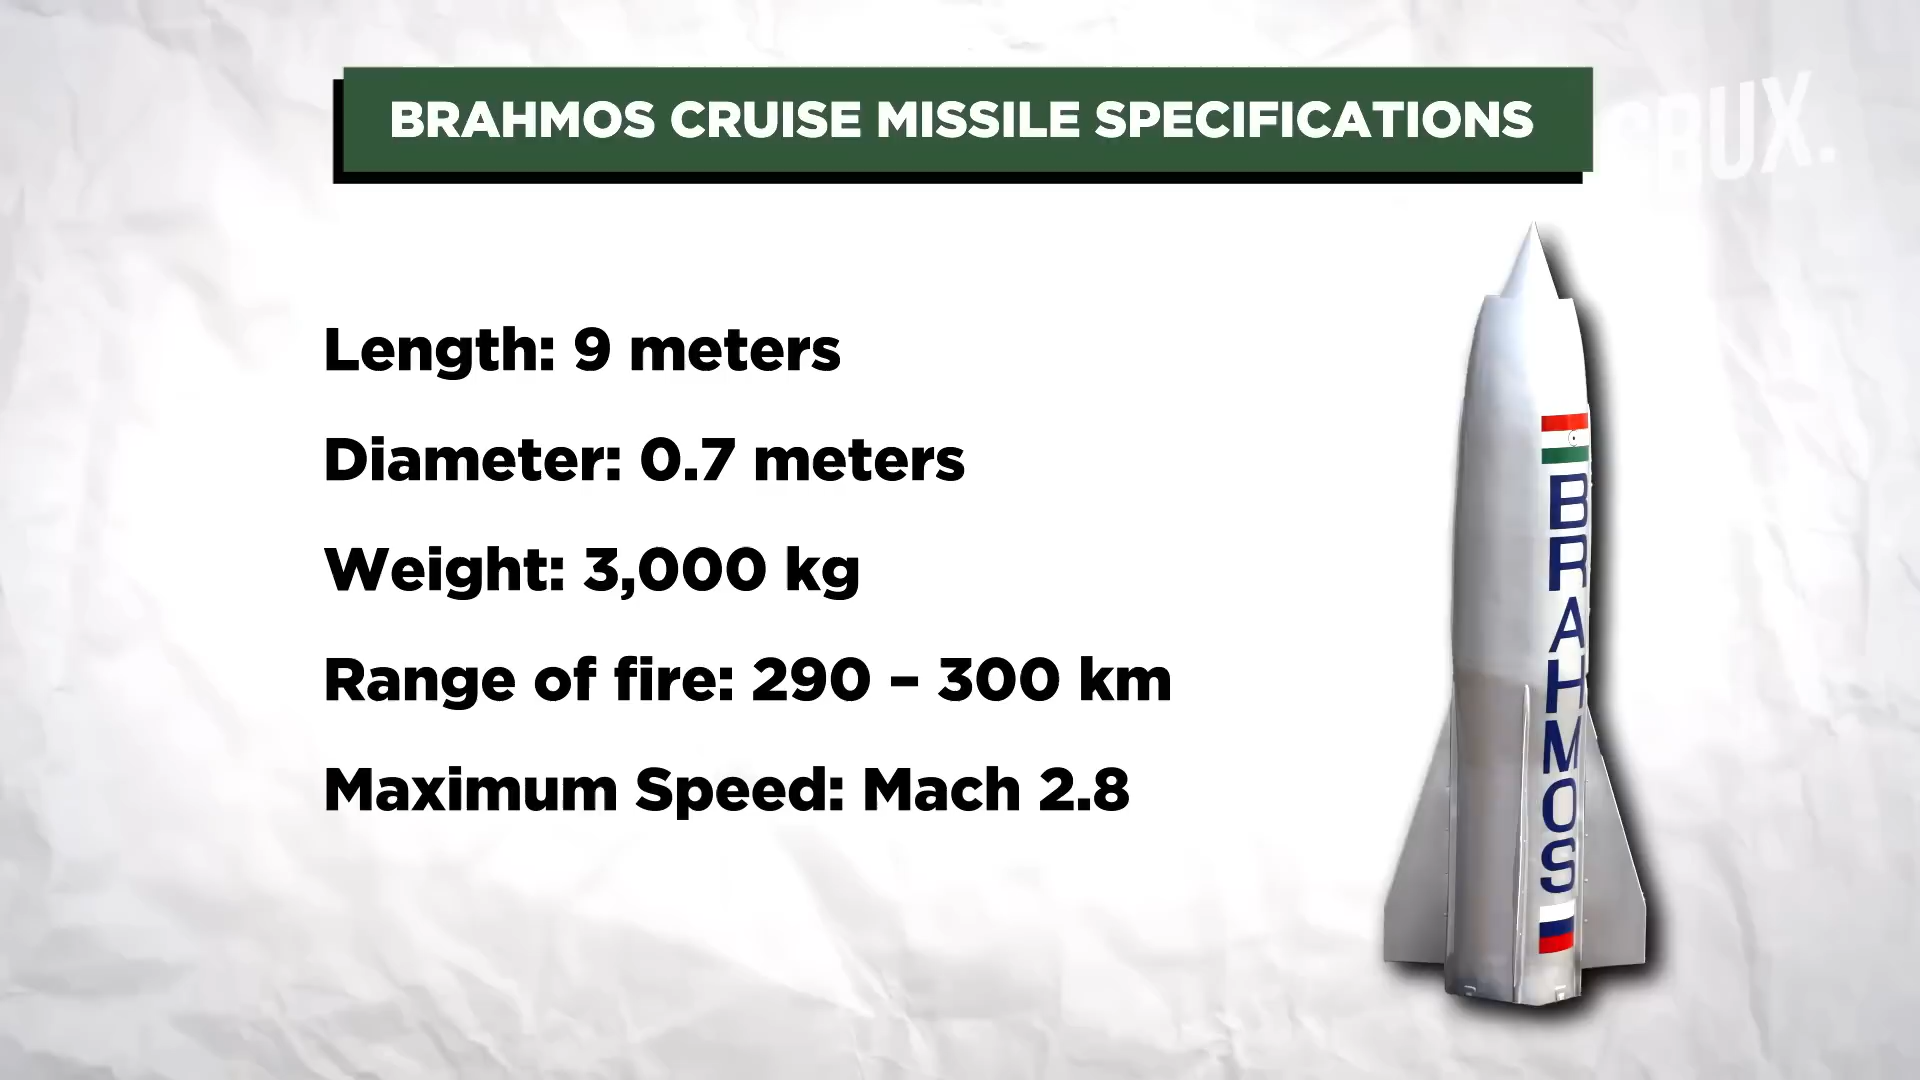 BRAHMOS CRUISE MISSILE SPECIFICATIONS
Length: 9 meters
Diameter: 0.7 meters
Weight: 3,000 kg
Range of fire: 290 – 300 km
Maximum Speed: Mach 2.8
BRAHMOS